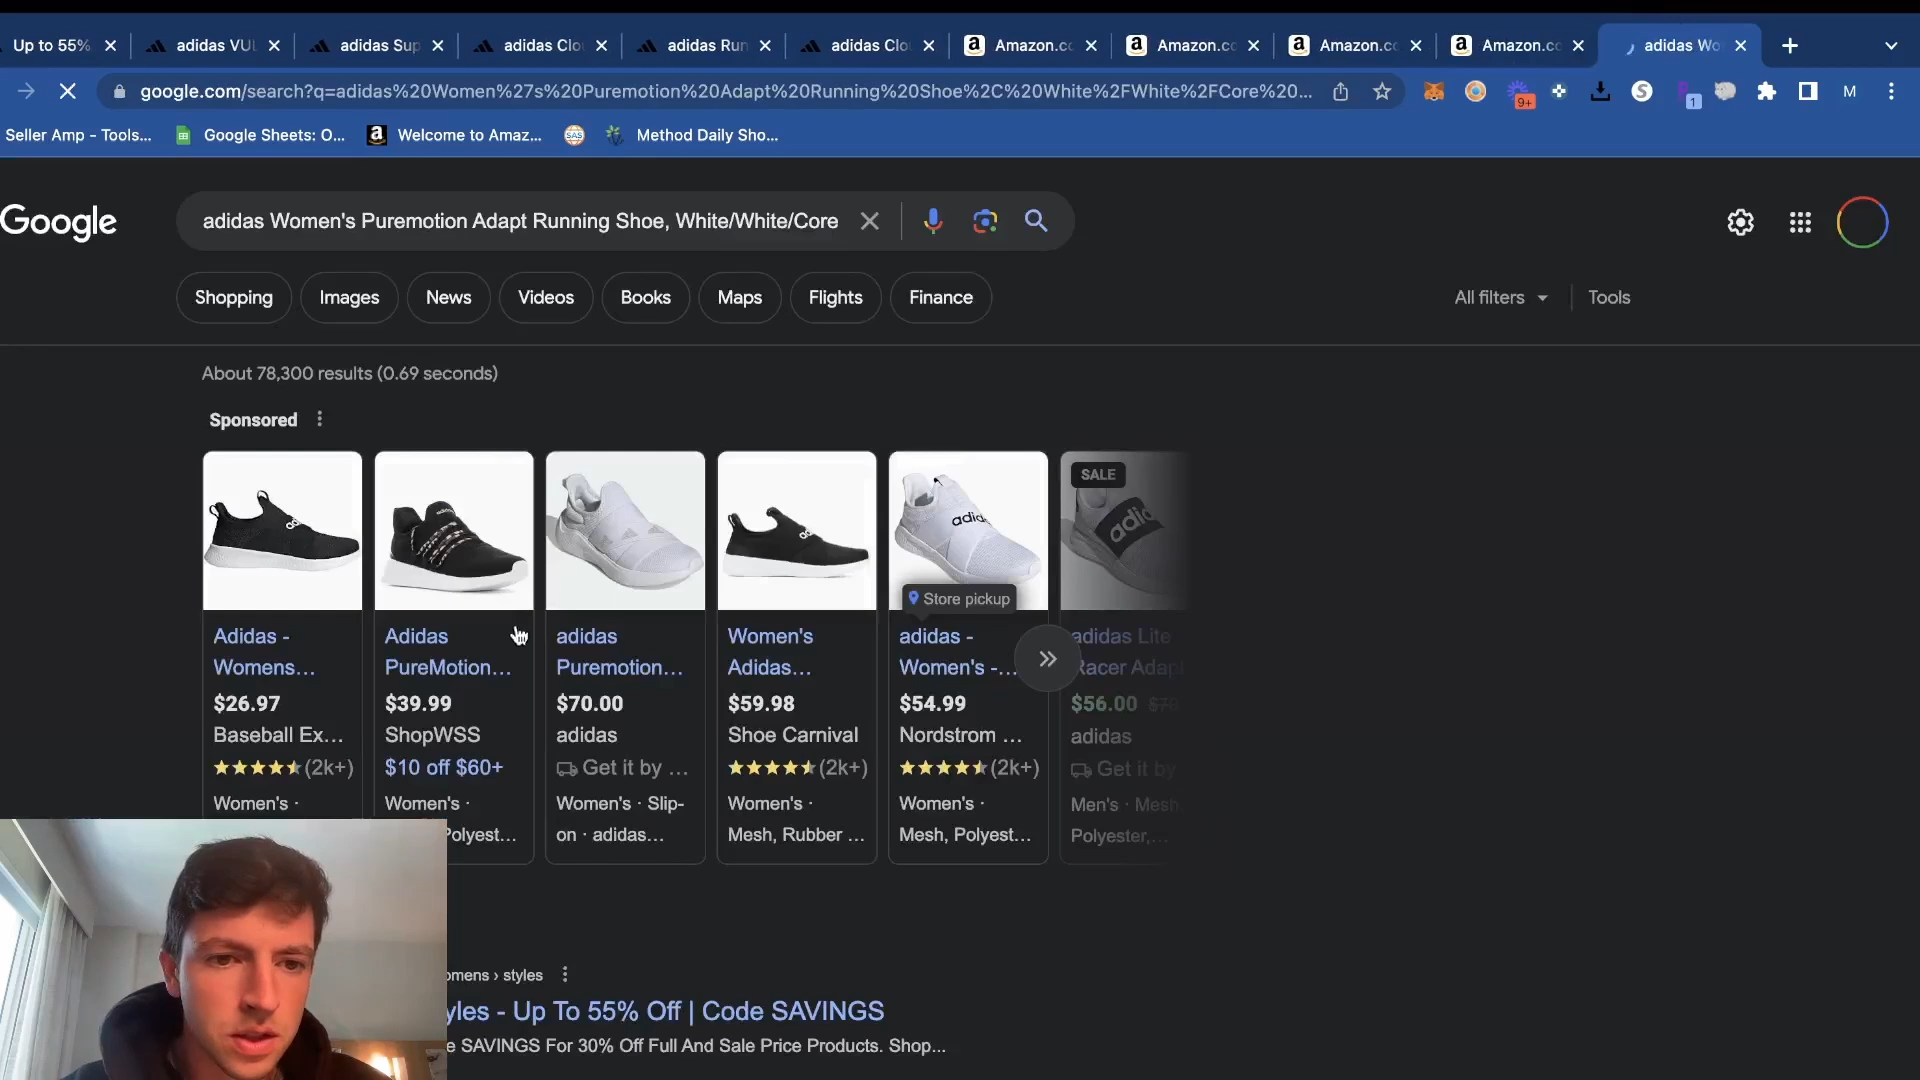 Up to 55%
adidas VUL
adidas Sup
adidas Clo
adidas Run
adidas Clo
Amazon.co
Amazon.co
Amazon.co
Amazon.co
adidas Wo
google.com/search?q=adidas%20Women%27s%20Puremotion%20Adapt%20Running%20Shoe%2C%20White%2FWhite%2FCore%20...
9+
1
M
Seller Amp - Tools...
Google Sheets: O...
Welcome to Amaz...
SAS
Method Daily Sho...
Google
adidas Women's Puremotion Adapt Running Shoe, White/White/Core
Shopping
Images
News
Videos
Books
Maps
Flights
Finance
All filters
Tools
About 78,300 results (0.69 seconds)
Sponsored
SALE
Store pickup
Adidas -
Womens...
$26.97
Baseball Ex...
(2k+)
Women's ·
Adidas
PureMotion...
$39.99
ShopWSS
$10 off $60+
Women's ·
Polyest...
adidas
Puremotion...
$70.00
adidas
Get it by ...
Women's · Slip-
on · adidas...
Women's
Adidas...
$59.98
Shoe Carnival
(2k+)
Women's ·
Mesh, Rubber ...
adidas -
Women's -...
$54.99
Nordstrom ...
(2k+)
Women's ·
Mesh, Polyest...
adidas Lite
Racer Adapt
$56.00 $70
adidas
Get it by
Men's · Mesh,
Polyester,...
omens › styles
yles - Up To 55% Off | Code SAVINGS
e SAVINGS For 30% Off Full And Sale Price Products. Shop...